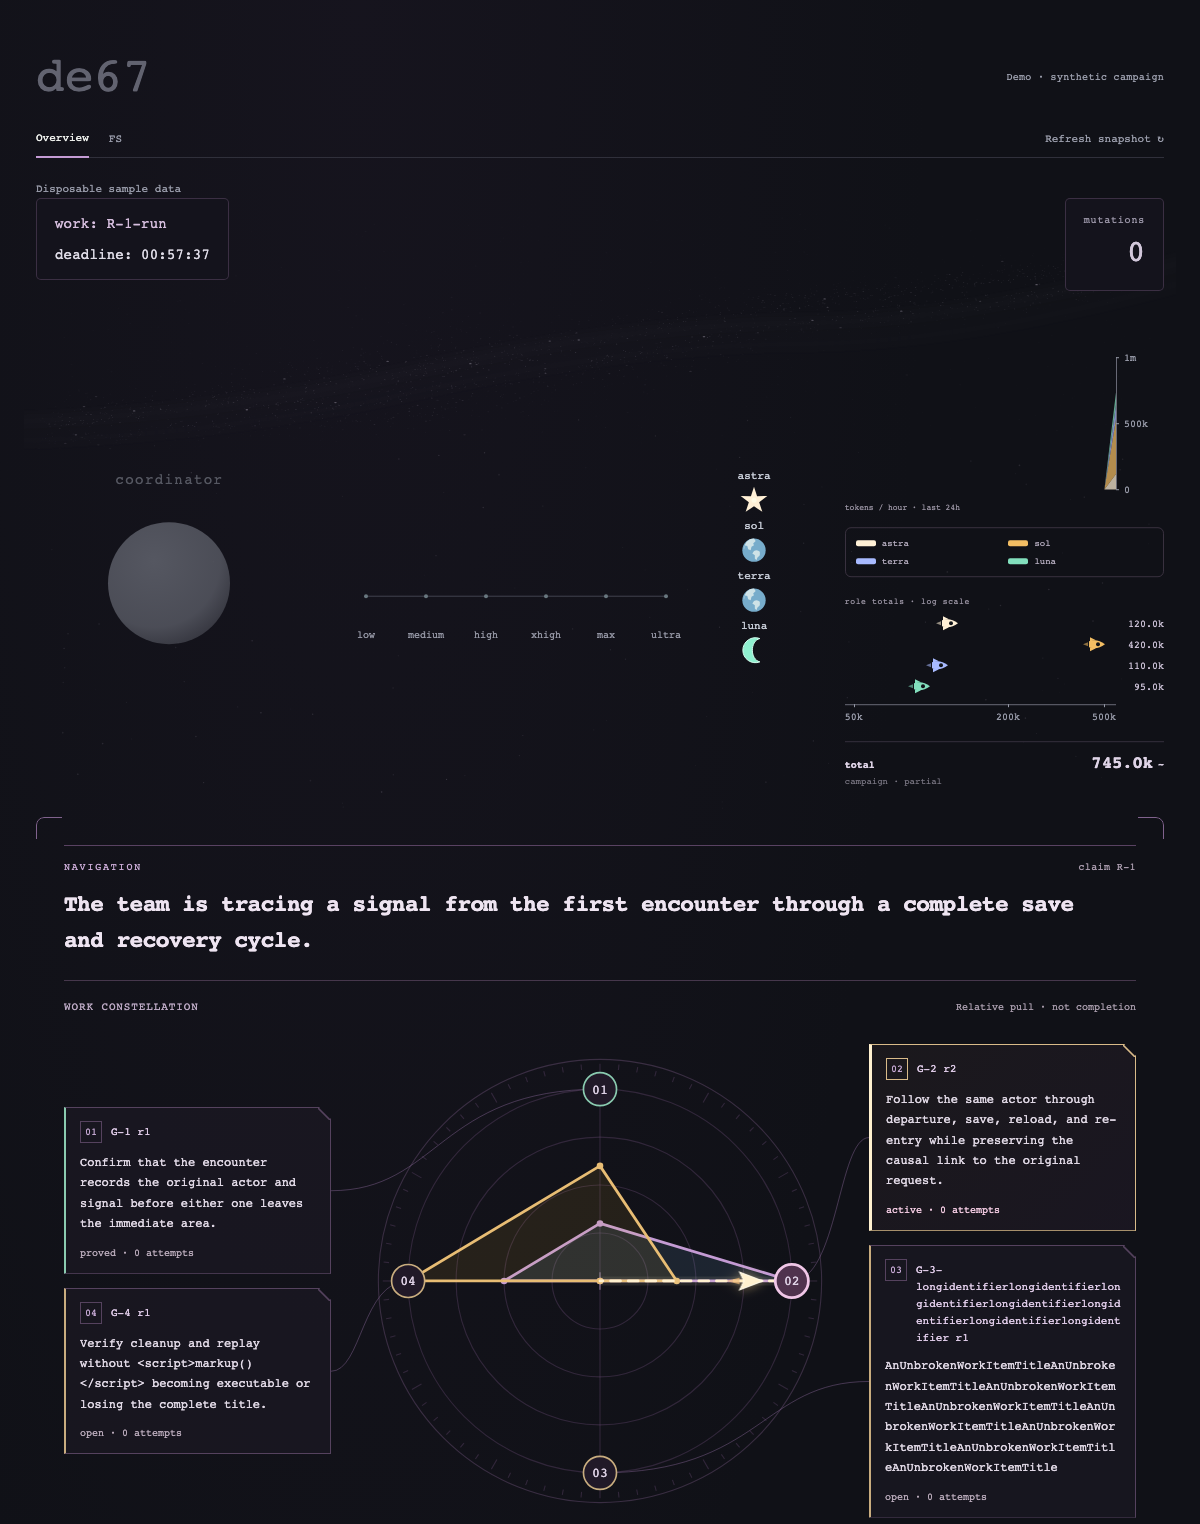 de67
Demo · synthetic campaign
Overview FS
Refresh snapshot ↻
Disposable sample data
work: R-1-run
deadline: 00:57:37
mutations
0
1m
500k
0
tokens / hour · last 24h
astra
sol
terra
luna
coordinator
low medium high xhigh max ultra
astra
sol
terra
luna
role totals · log scale
120.0k
420.0k
110.0k
95.0k
50k 200k 500k
total 745.0k –
campaign · partial
NAVIGATION
claim R-1
The team is tracing a signal from the first encounter through a complete save
and recovery cycle.
WORK CONSTELLATION
Relative pull · not completion
01 G-1 r1
Confirm that the encounter
records the original actor and
signal before either one leaves
the immediate area.
proved · 0 attempts
04 G-4 r1
Verify cleanup and replay
without <script>markup()
</script> becoming executable or
losing the complete title.
open · 0 attempts
01
04
02
03
02 G-2 r2
Follow the same actor through
departure, save, reload, and re-
entry while preserving the
causal link to the original
request.
active · 0 attempts
03 G-3-
longidentifierlongidentifierlon
gidentifierlongidentifierlongid
entifierlongidentifierlongident
ifier r1
AnUnbrokenWorkItemTitleAnUnbroke
nWorkItemTitleAnUnbrokenWorkItem
TitleAnUnbrokenWorkItemTitleAnUn
brokenWorkItemTitleAnUnbrokenWor
kItemTitleAnUnbrokenWorkItemTitl
eAnUnbrokenWorkItemTitle
open · 0 attempts